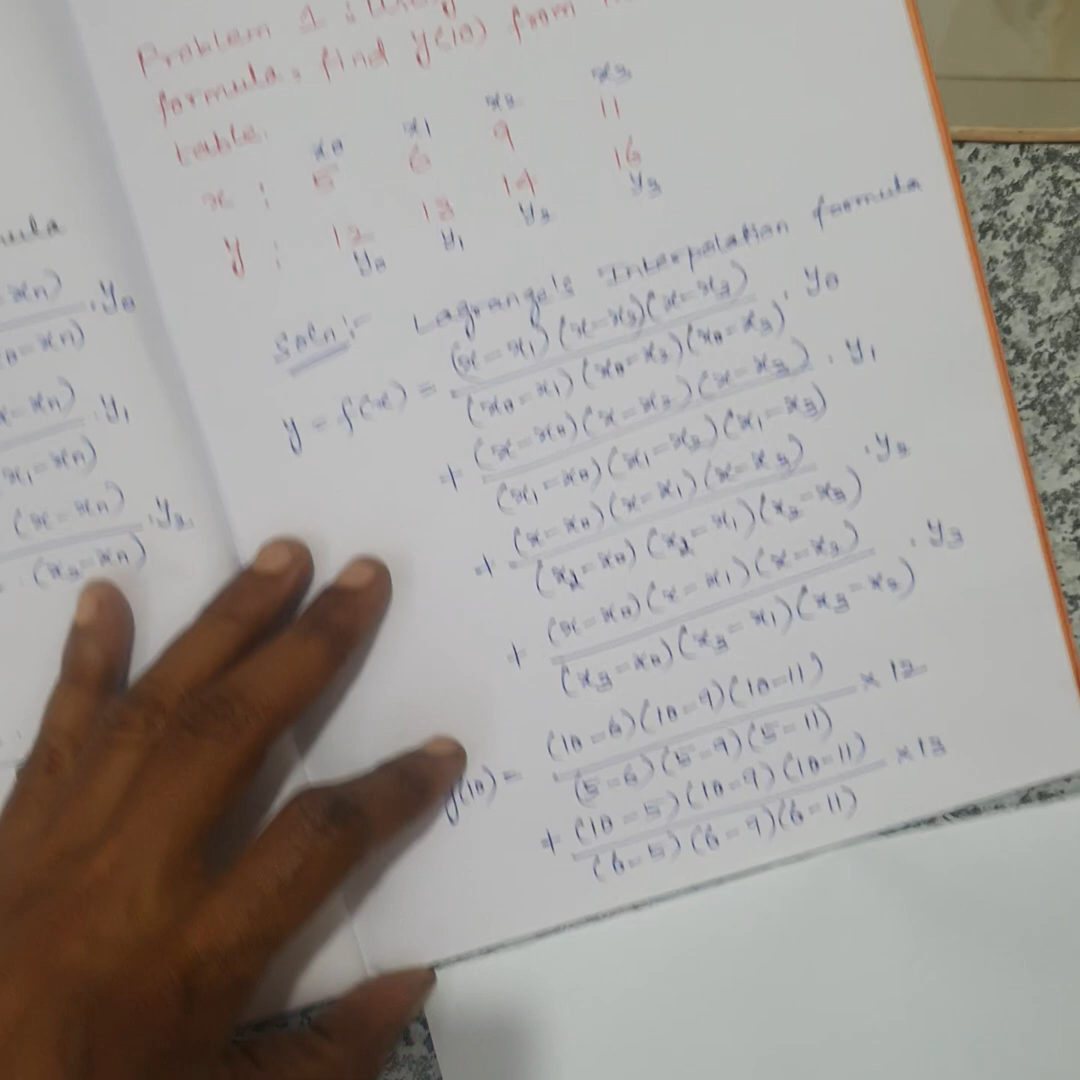 Problem 1 : Using
formula, find y(10) from
table.
x0 x1 x2 x3
x : 5 6 9 11
y : 12 13 14 16
y0 y1 y2 y3
Soln:- Lagrange's Interpolation formula
y = f(x) = (x-x1)(x-x2)(x-x3) / (x0-x1)(x0-x2)(x0-x3) . y0
+ (x-x0)(x-x2)(x-x3) / (x1-x0)(x1-x2)(x1-x3) . y1
+ (x-x0)(x-x1)(x-x3) / (x2-x0)(x2-x1)(x2-x3) . y2
+ (x-x0)(x-x1)(x-x2) / (x3-x0)(x3-x1)(x3-x2) . y3
y(10) = (10-6)(10-9)(10-11) / (5-6)(5-9)(5-11) × 12
+ (10-5)(10-9)(10-11) / (6-5)(6-9)(6-11) × 13